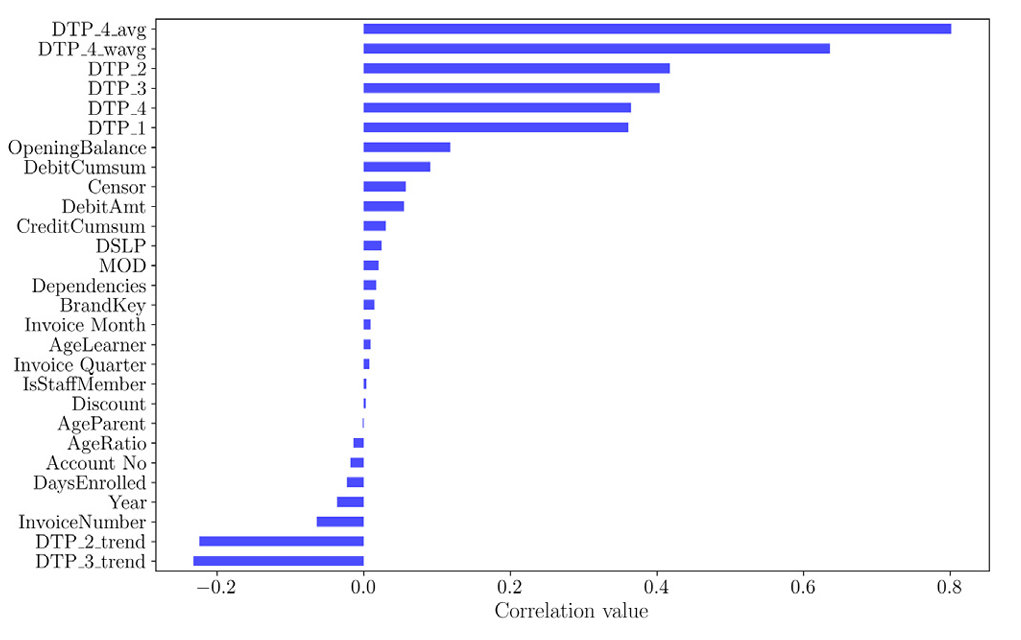 DTP_4_avg
DTP_4_wavg
DTP_2
DTP_3
DTP_4
DTP_1
OpeningBalance
DebitCumsum
Censor
DebitAmt
CreditCumsum
DSLP
MOD
Dependencies
BrandKey
Invoice Month
AgeLearner
Invoice Quarter
IsStaffMember
Discount
AgeParent
AgeRatio
Account No
DaysEnrolled
Year
InvoiceNumber
DTP_2_trend
DTP_3_trend
−0.2 0.0 0.2 0.4 0.6 0.8
Correlation value